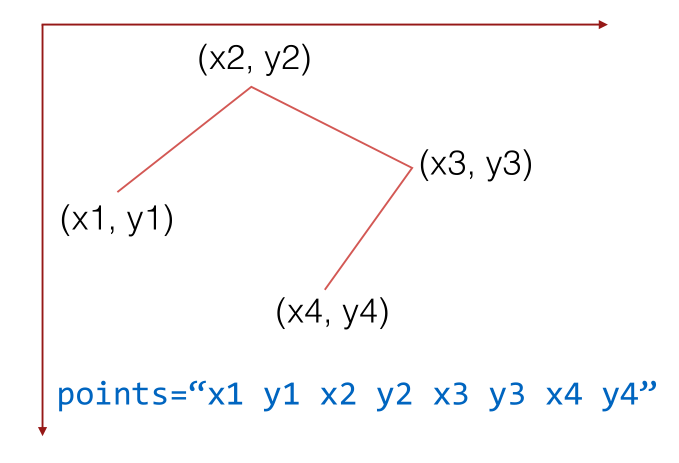 (x2, y2)
(x3, y3)
(x1, y1)
(x4, y4)
points=“x1 y1 x2 y2 x3 y3 x4 y4”